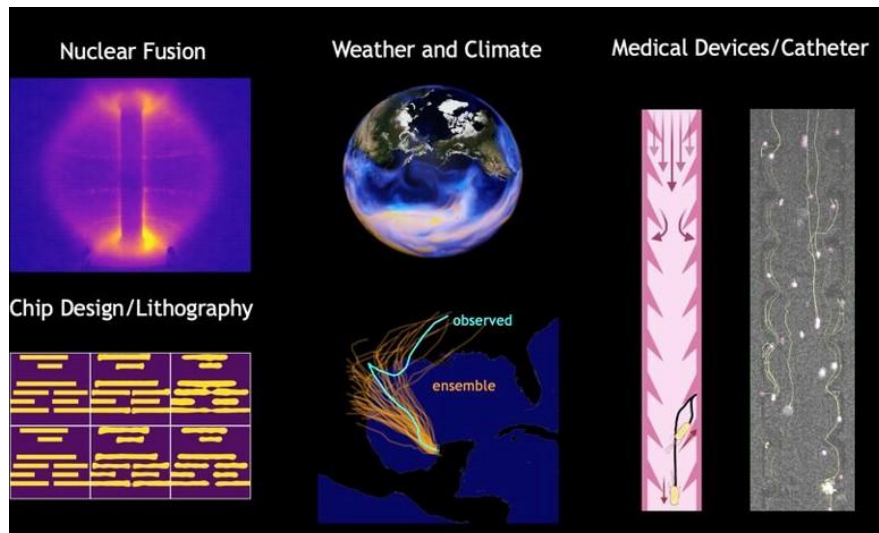 Nuclear Fusion
Weather and Climate
Medical Devices/Catheter
Chip Design/Lithography
observed
ensemble